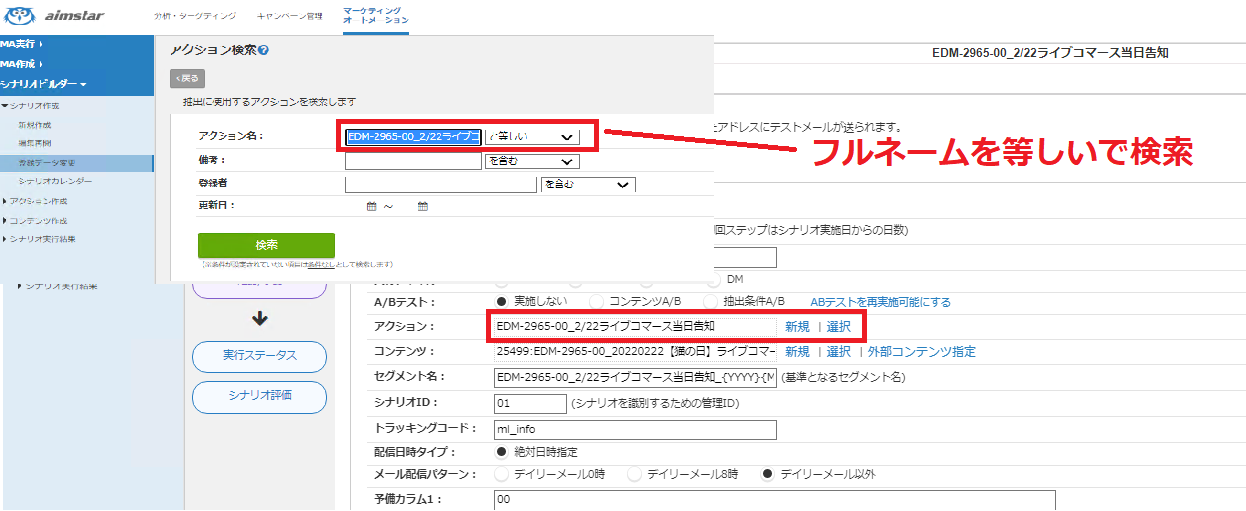 aimstar
分析・ターゲティング
キャンペーン管理
マーケティング
オートメーション
MA実行
MA作成
シナリオビルダー
シナリオ作成
新規作成
編集再開
登録データ変更
シナリオカレンダー
アクション作成
コンテンツ作成
シナリオ実行結果
アクション検索?
戻る
抽出に使用するアクションを検索します
アクション名：
EDM-2965-00_2/22ライブコ
と等しい
備考：
を含む
登録者
を含む
更新日：
～
検索
(※条件が設定されていない項目は条件なしとして検索します)
EDM-2965-00_2/22ライブコマース当日告知
アドレスにテストメールが送られます。
フルネームを等しいで検索
回ステップはシナリオ実施日からの日数)
シナリオ実行結果
DM
A/Bテスト：
実施しない
コンテンツA/B
抽出条件A/B
ABテストを再実施可能にする
アクション：
EDM-2965-00_2/22ライブコマース当日告知
新規 | 選択
コンテンツ：
25499:EDM-2965-00_20220222【猫の日】ライブコマー
新規 | 選択 | 外部コンテンツ指定
実行ステータス
セグメント名：
EDM-2965-00_2/22ライブコマース当日告知_{YYYY}{M
(基準となるセグメント名)
シナリオ評価
シナリオID：
01
(シナリオを識別するための管理ID)
トラッキングコード：
ml_info
配信日時タイプ：
絶対日時指定
メール配信パターン：
デイリーメール0時
デイリーメール8時
デイリーメール以外
予備カラム1：
00